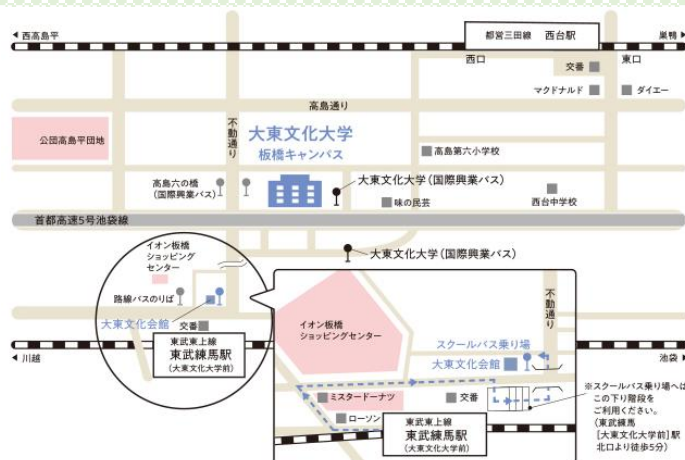 西高島平
都営三田線 西台駅
巣鴨
西口
東口
交番
マクドナルド
ダイエー
高島通り
公団高島平団地
不動通り
大東文化大学
板橋キャンパス
高島第六小学校
高島六の橋
(国際興業バス)
大東文化大学(国際興業バス)
味の民芸
西台中学校
首都高速5号池袋線
大東文化大学(国際興業バス)
イオン板橋
ショッピング
センター
路線バスのりば
大東文化会館
交番
東武東上線
東武練馬駅
(大東文化大学前)
川越
池袋
イオン板橋
ショッピングセンター
不動通り
スクールバス乗り場
大東文化会館
ミスタードーナツ
交番
ローソン
東武東上線
東武練馬駅
(大東文化大学前)
※スクールバス乗り場へは
この下り階段を
ご利用ください。
(東武練馬
[大東文化大学前]駅
北口より徒歩5分)